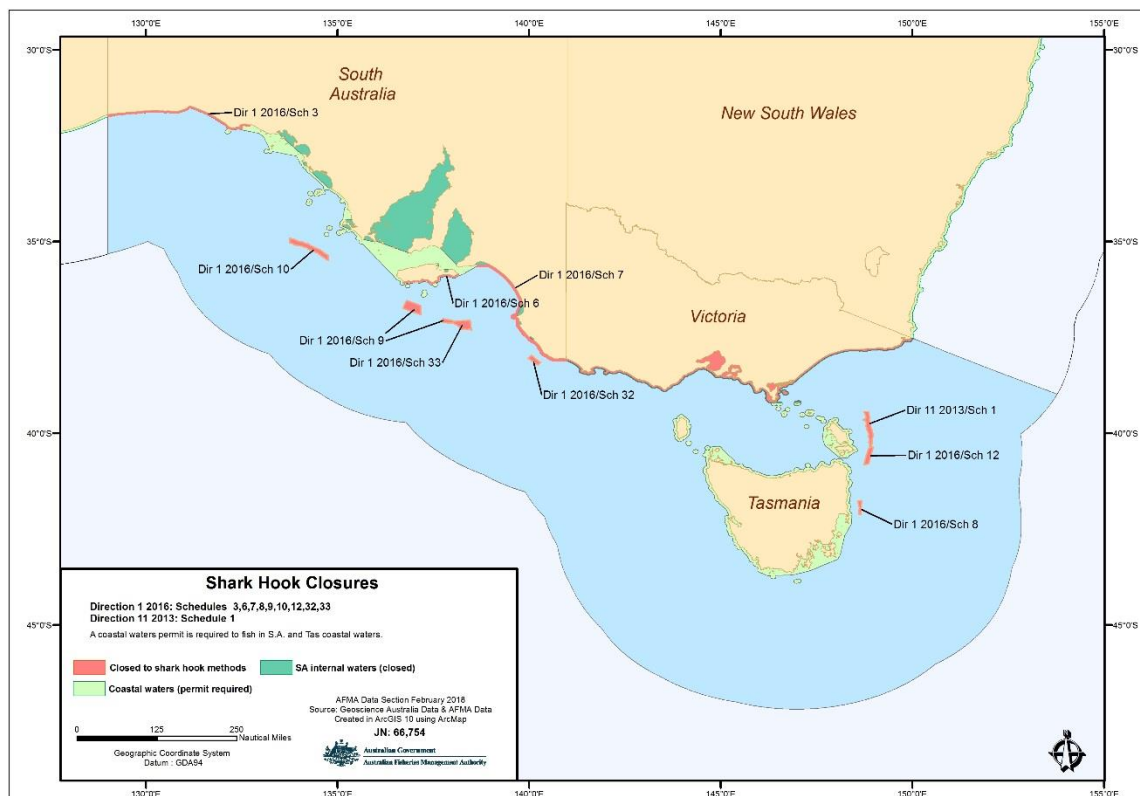 130°0'E 135°0'E 140°0'E 145°0'E 150°0'E 155°0'E
30°0'S 30°0'S
South
Australia
New South Wales
Dir 1 2016/Sch 3
35°0'S 35°0'S
Dir 1 2016/Sch 10
Dir 1 2016/Sch 7
Dir 1 2016/Sch 6
Victoria
Dir 1 2016/Sch 9
Dir 1 2016/Sch 33
Dir 1 2016/Sch 32
Dir 11 2013/Sch 1
40°0'S 40°0'S
Dir 1 2016/Sch 12
Tasmania
Dir 1 2016/Sch 8
Shark Hook Closures
Direction 1 2016: Schedules 3,6,7,8,9,10,12,32,33
Direction 11 2013: Schedule 1
45°0'S 45°0'S
A coastal waters permit is required to fish in S.A. and Tas coastal waters.
Closed to shark hook methods SA internal waters (closed)
Coastal waters (permit required)
AFMA Data Section February 2018
Source: Geoscience Australia Data & AFMA Data
Created in ArcGIS 10 using ArcMap
JN: 66,754
0 125 250
Nautical Miles
Geographic Coordinate System
Datum : GDA94
Australian Government
Australian Fisheries Management Authority
130°0'E 135°0'E 140°0'E 145°0'E 150°0'E 155°0'E